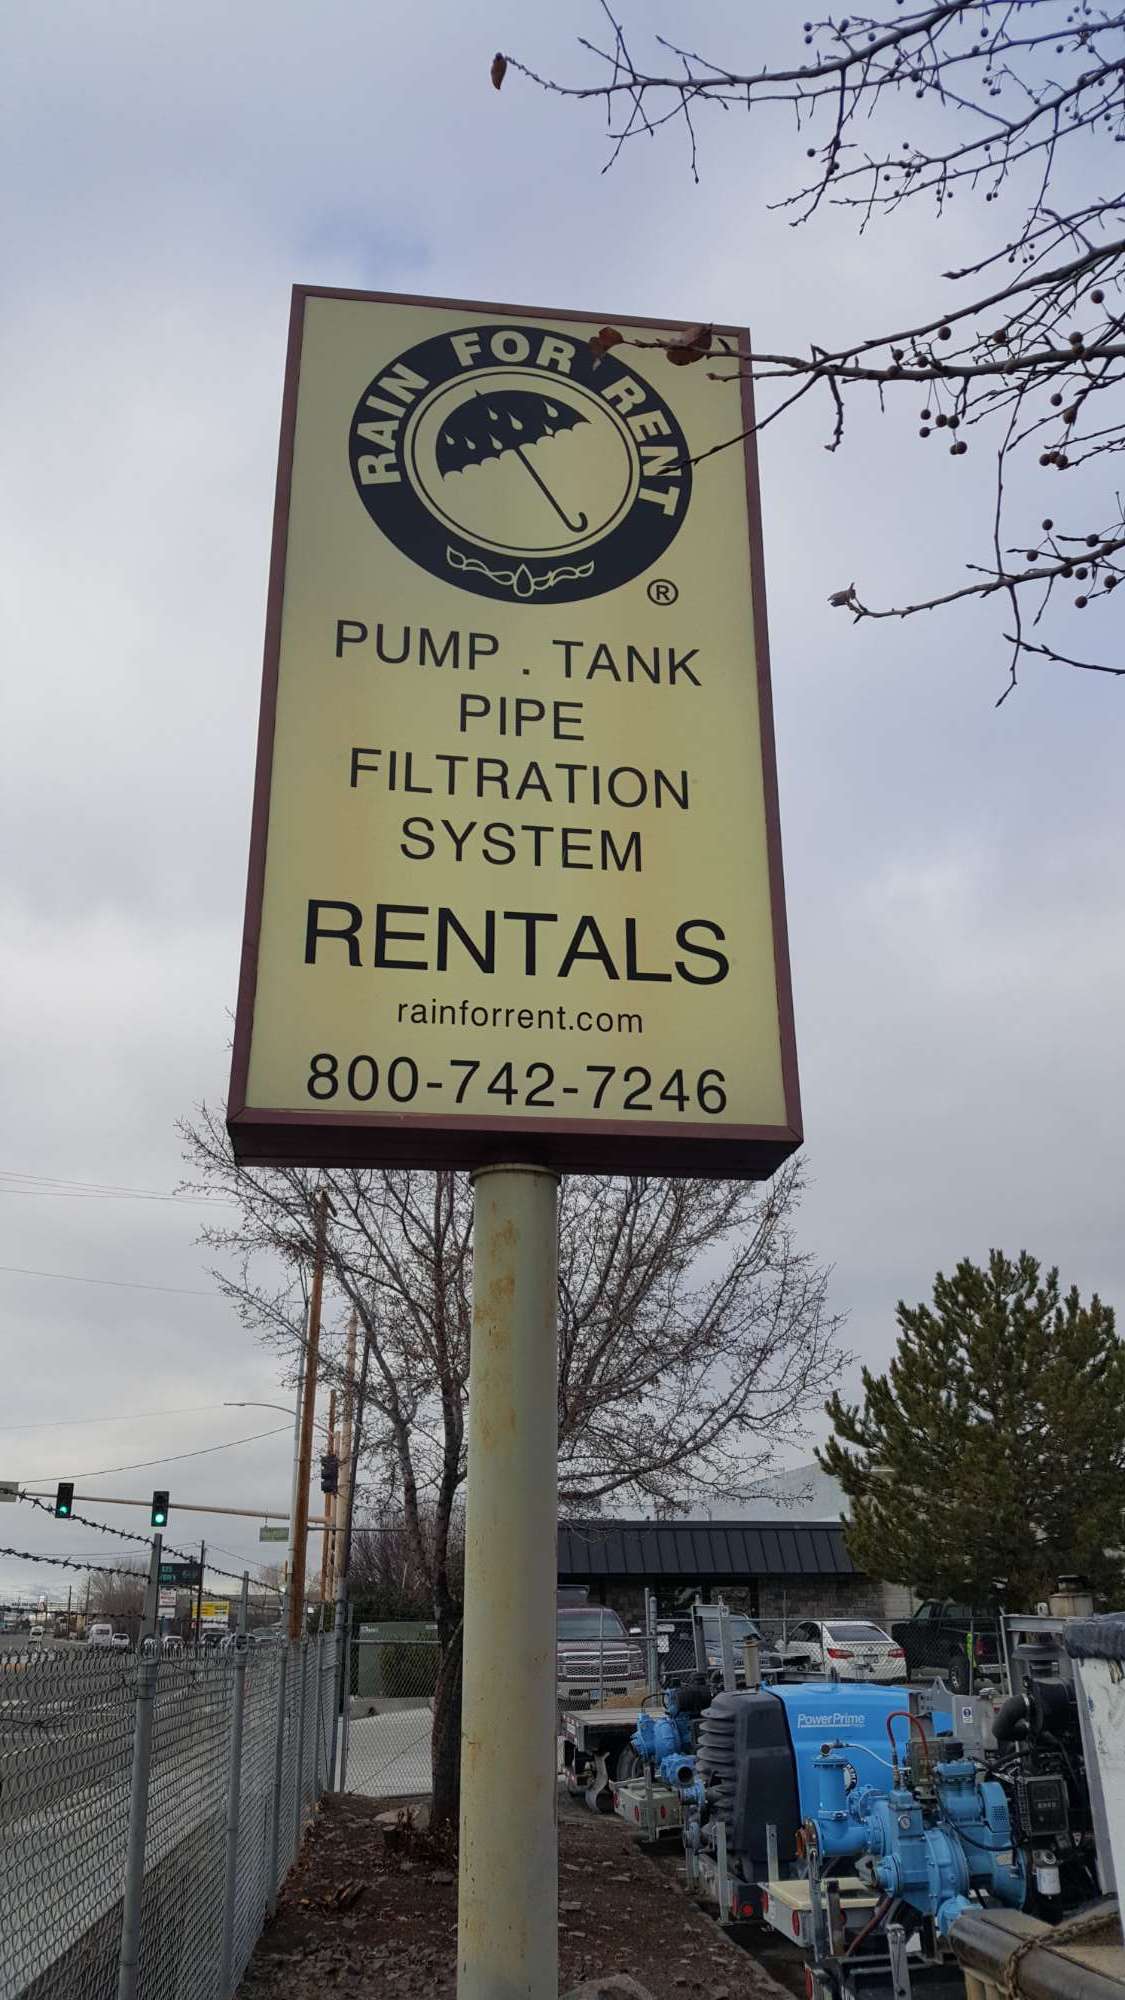 RAIN FOR RENT
®
PUMP . TANK
PIPE
FILTRATION
SYSTEM
RENTALS
rainforrent.com
800-742-7246
PowerPrime